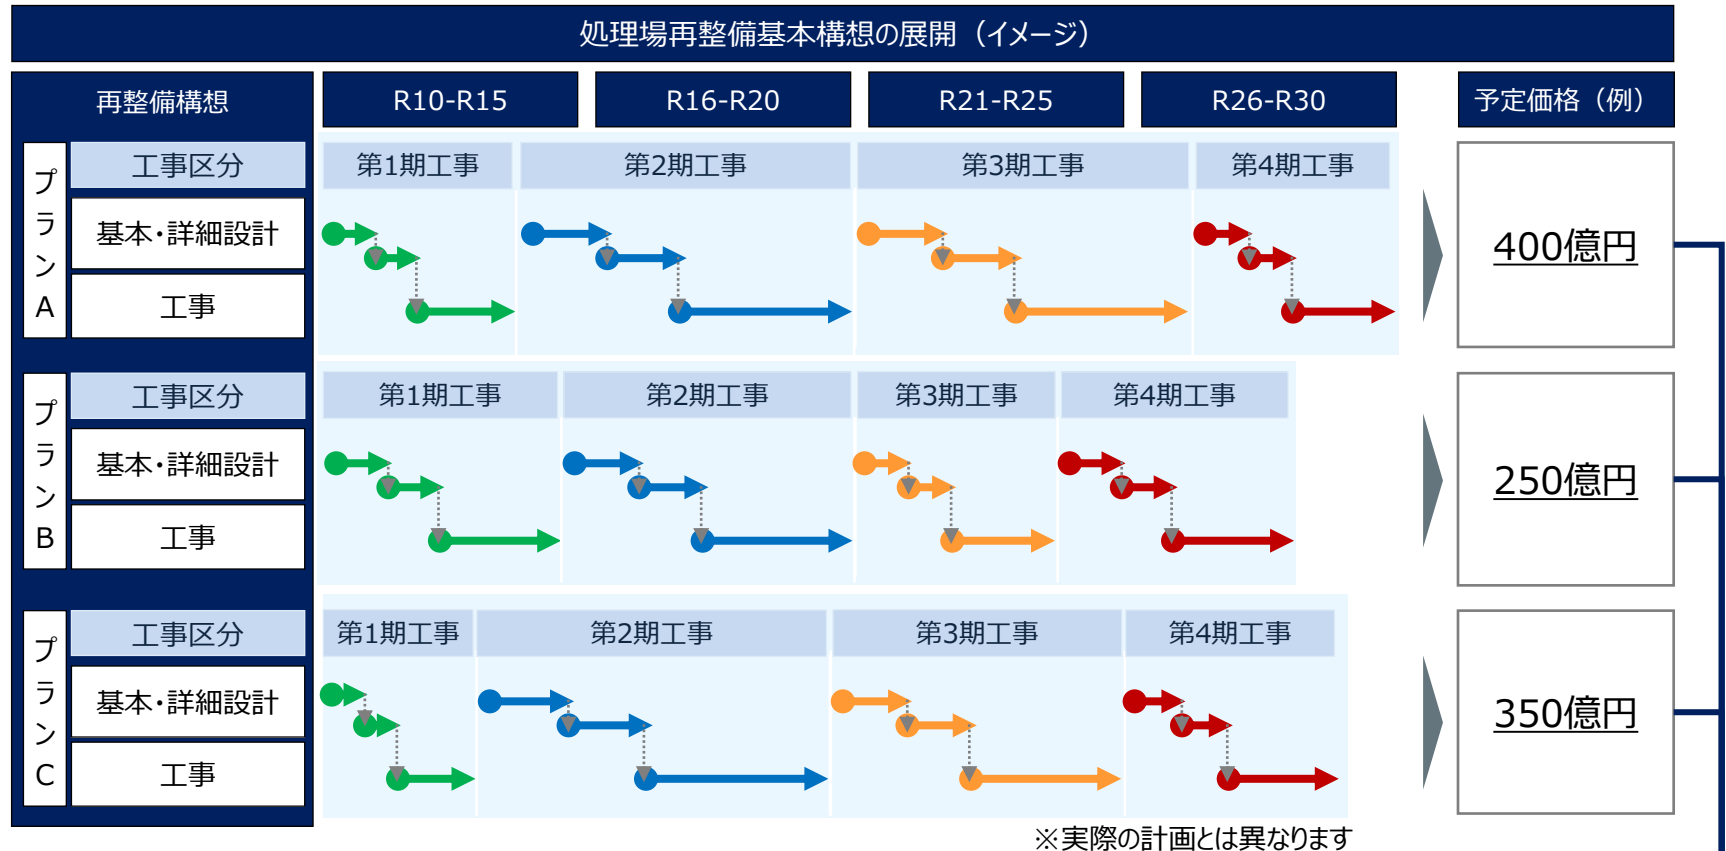 処理場再整備基本構想の展開（イメージ）
再整備構想
R10-R15
R16-R20
R21-R25
R26-R30
予定価格（例）
プランA
工事区分
第1期工事
第2期工事
第3期工事
第4期工事
基本・詳細設計
工事
400億円
プランB
工事区分
第1期工事
第2期工事
第3期工事
第4期工事
基本・詳細設計
工事
250億円
プランC
工事区分
第1期工事
第2期工事
第3期工事
第4期工事
基本・詳細設計
工事
350億円
※実際の計画とは異なります